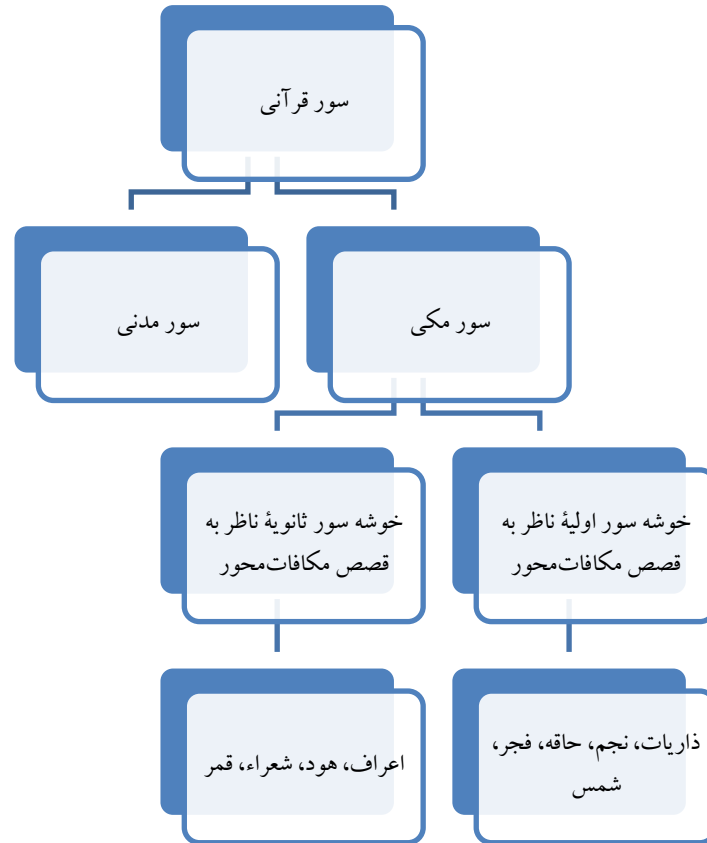 سور قرآنی
سور مکی
سور مدنی
خوشه سور اولیهٔ ناظر به
قصص مکافات‌محور
خوشه سور ثانویهٔ ناظر به
قصص مکافات‌محور
ذاریات، نجم، حاقه، فجر،
شمس
اعراف، هود، شعراء، قمر